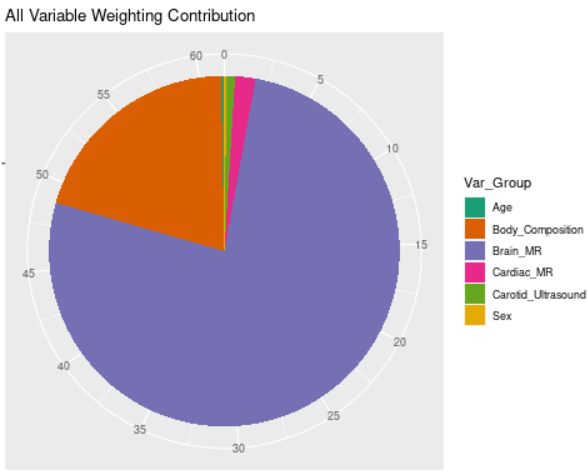 All Variable Weighting Contribution
60
0
55
5
50
10
45
15
40
20
35
25
30
Var_Group
Age
Body_Composition
Brain_MR
Cardiac_MR
Carotid_Ultrasound
Sex